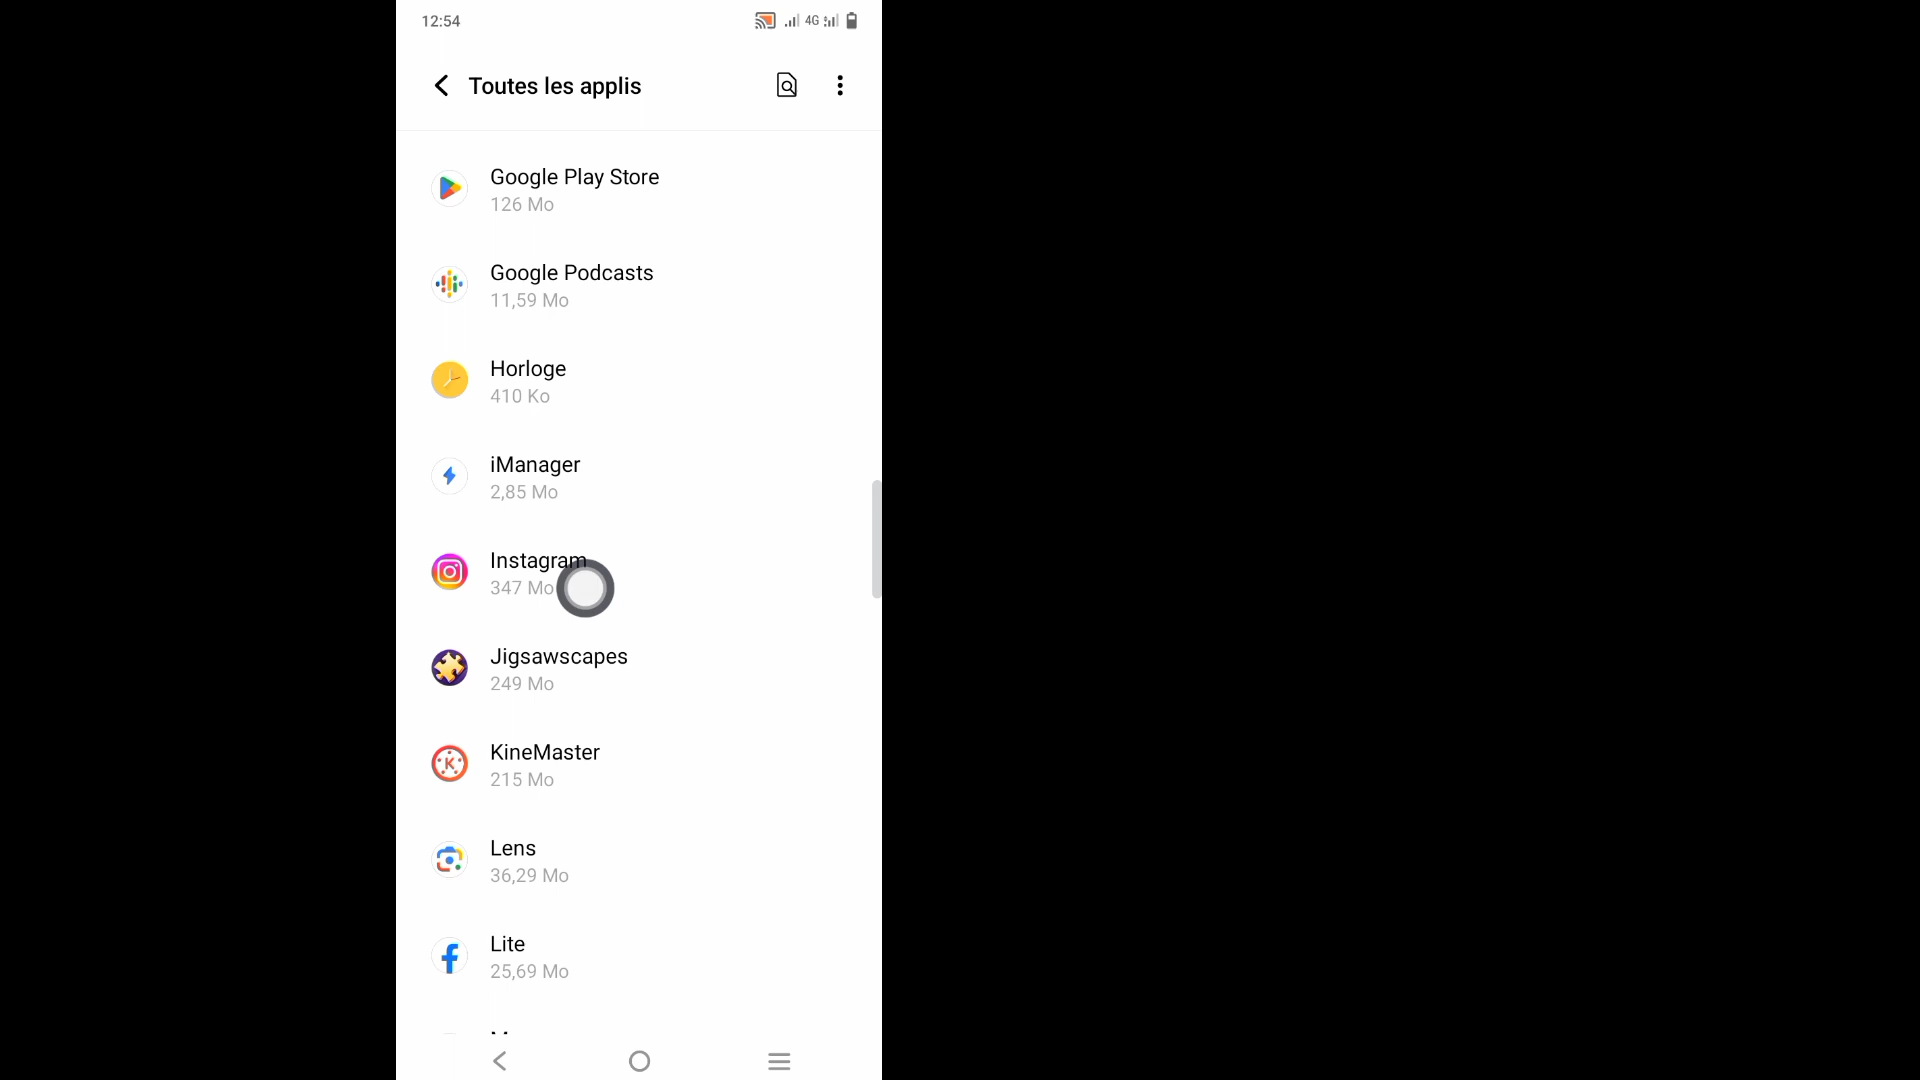 12:54
4G
Toutes les applis
Google Play Store
126 Mo
Google Podcasts
11,59 Mo
Horloge
410 Ko
iManager
2,85 Mo
Instagram
347 Mo
Jigsawscapes
249 Mo
KineMaster
215 Mo
Lens
36,29 Mo
Lite
25,69 Mo